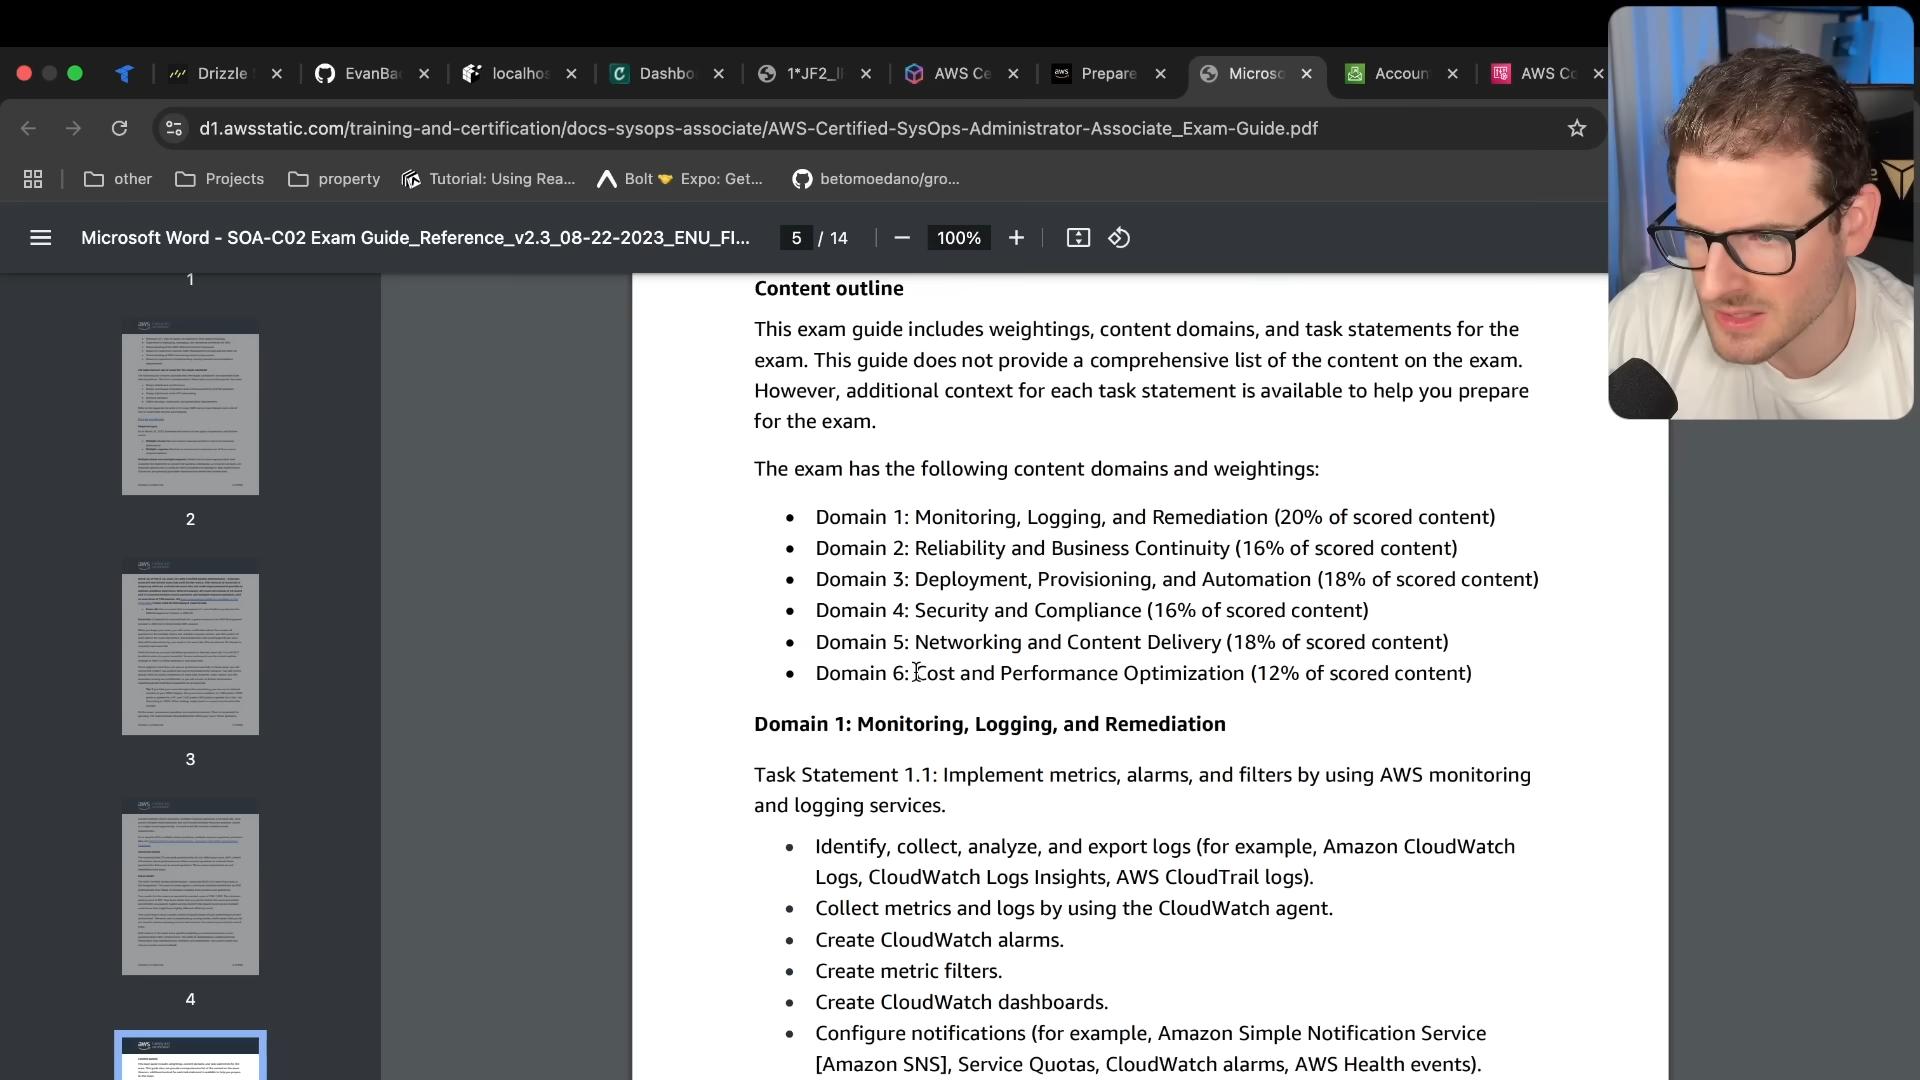 Drizzle
EvanBa
localhos
Dashbo
1*JF2_I
AWS Ce
aws
Prepare
Microso
Accoun
AWS Co
d1.awsstatic.com/training-and-certification/docs-sysops-associate/AWS-Certified-SysOps-Administrator-Associate_Exam-Guide.pdf
other
Projects
property
Tutorial: Using Rea...
Bolt 🤝 Expo: Get...
betomoedano/gro...
Microsoft Word - SOA-C02 Exam Guide_Reference_v2.3_08-22-2023_ENU_FI...
5 / 14
100%
1
2
3
4
Content outline
This exam guide includes weightings, content domains, and task statements for the
exam. This guide does not provide a comprehensive list of the content on the exam.
However, additional context for each task statement is available to help you prepare
for the exam.
The exam has the following content domains and weightings:
• Domain 1: Monitoring, Logging, and Remediation (20% of scored content)
• Domain 2: Reliability and Business Continuity (16% of scored content)
• Domain 3: Deployment, Provisioning, and Automation (18% of scored content)
• Domain 4: Security and Compliance (16% of scored content)
• Domain 5: Networking and Content Delivery (18% of scored content)
• Domain 6: Cost and Performance Optimization (12% of scored content)
Domain 1: Monitoring, Logging, and Remediation
Task Statement 1.1: Implement metrics, alarms, and filters by using AWS monitoring
and logging services.
• Identify, collect, analyze, and export logs (for example, Amazon CloudWatch
Logs, CloudWatch Logs Insights, AWS CloudTrail logs).
• Collect metrics and logs by using the CloudWatch agent.
• Create CloudWatch alarms.
• Create metric filters.
• Create CloudWatch dashboards.
• Configure notifications (for example, Amazon Simple Notification Service
[Amazon SNS], Service Quotas, CloudWatch alarms, AWS Health events).